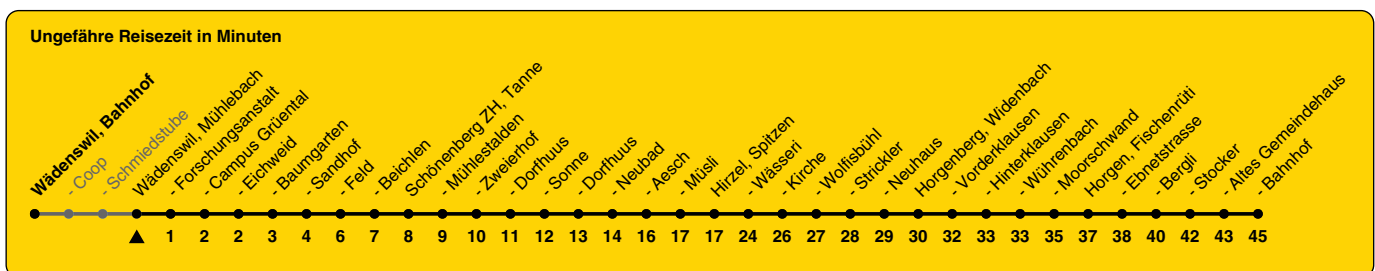 Ungefähre Reisezeit in Minuten
Wädenswil, Bahnhof
- Coop
- Schmiedstube
Wädenswil, Mühlebach
- Forschungsanstalt
- Campus Grüental
- Eichweid
- Baumgarten
- Sandhof
- Feld
- Beichlen
Schönenberg ZH, Tanne
- Mühlestalden
- Zweierhof
- Dorfhuus
- Sonne
- Dorfhuus
- Neubad
- Aesch
- Müsli
Hirzel, Spitzen
- Wässeri
- Kirche
- Wolfisbühl
- Strickler
- Neuhaus
Horgenberg, Widenbach
- Vorderklausen
- Hinterklausen
- Wührenbach
- Moorschwand
Horgen, Fischenrüti
- Ebnetstrasse
- Bergli
- Stocker
- Altes Gemeindehaus
- Bahnhof
1 2 2 3 4 6 7 8 9 10 11 12 13 14 16 17 17 24 26 27 28 29 30 32 33 33 35 37 38 40 42 43 45